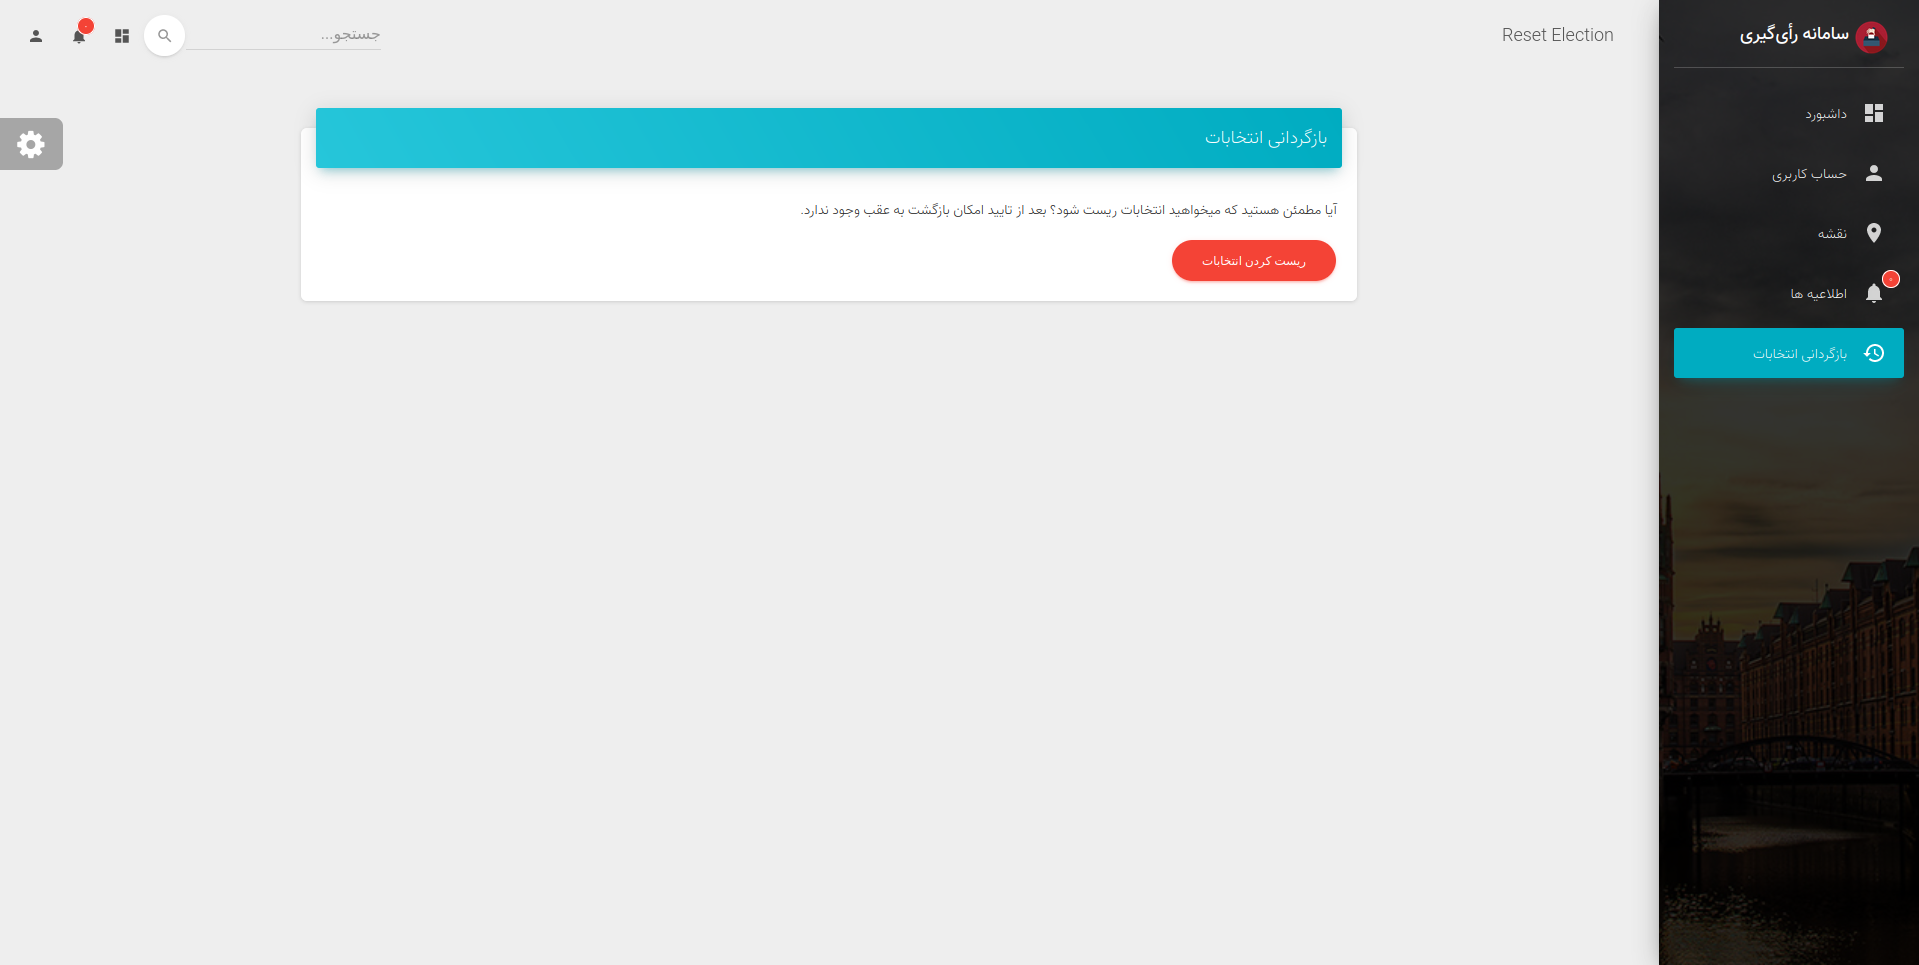 سامانه رأی‌گیری
داشبورد
حساب کاربری
نقشه
اطلاعیه ها
بازگردانی انتخابات
Reset Election
جستجو...
بازگردانی انتخابات
آیا مطمئن هستید که میخواهید انتخابات ریست شود؟ بعد از تایید امکان بازگشت به عقب وجود ندارد.
ریست کردن انتخابات